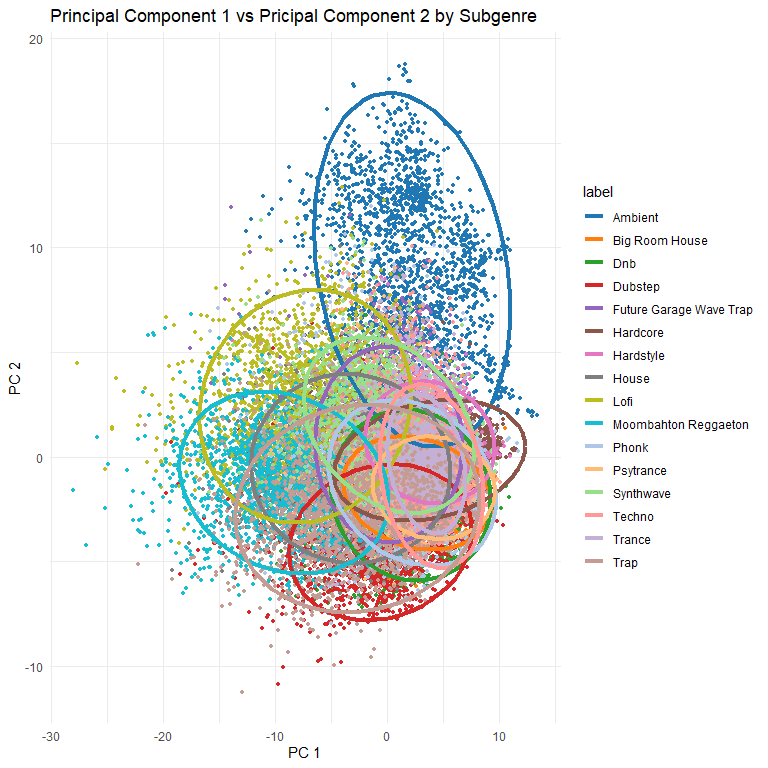 Principal Component 1 vs Pricipal Component 2 by Subgenre
20
10
0
-10
PC 2
-30
-20
-10
0
10
PC 1
label
Ambient
Big Room House
Dnb
Dubstep
Future Garage Wave Trap
Hardcore
Hardstyle
House
Lofi
Moombahton Reggaeton
Phonk
Psytrance
Synthwave
Techno
Trance
Trap